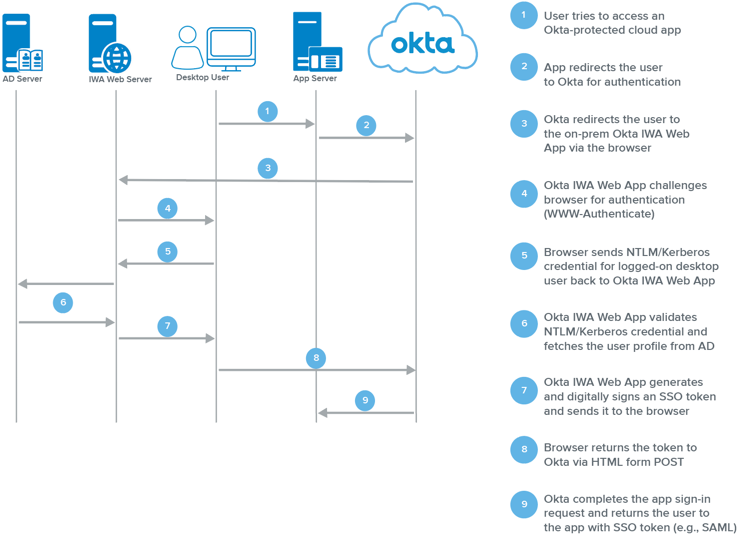 okta
AD Server
IWA Web Server
Desktop User
App Server
1
2
3
4
5
6
7
8
9
1
User tries to access an
Okta-protected cloud app
2
App redirects the user
to Okta for authentication
3
Okta redirects the user to
the on-prem Okta IWA Web
App via the browser
4
Okta IWA Web App challenges
browser for authentication
(WWW-Authenticate)
5
Browser sends NTLM/Kerberos
credential for logged-on desktop
user back to Okta IWA Web App
6
Okta IWA Web App validates
NTLM/Kerberos credential and
fetches the user profile from AD
7
Okta IWA Web App generates
and digitally signs an SSO token
and sends it to the browser
8
Browser returns the token to
Okta via HTML form POST
9
Okta completes the app sign-in
request and returns the user to
the app with SSO token (e.g., SAML)